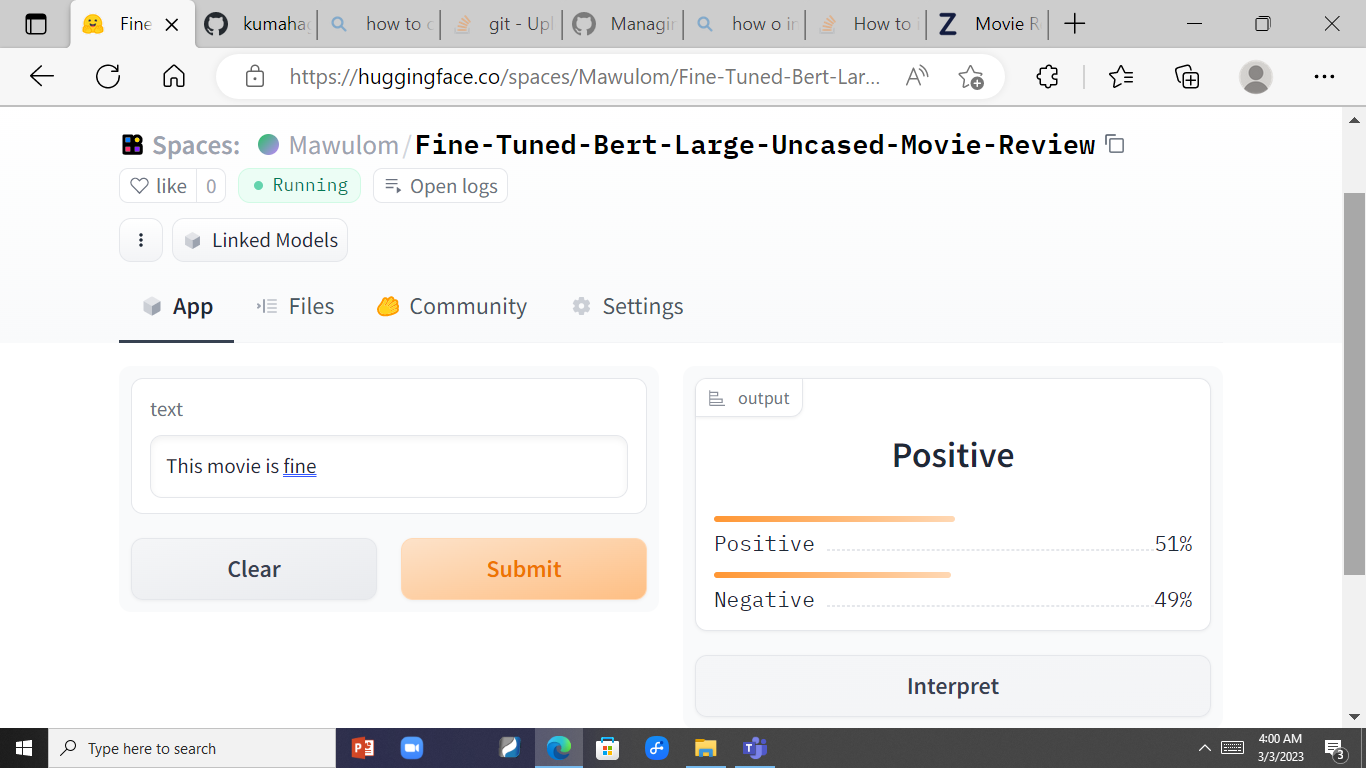 Fine
kumahag
how to c
git - Upl
Managin
how o in
How to i
Movie R
https://huggingface.co/spaces/Mawulom/Fine-Tuned-Bert-Lar...
Spaces: Mawulom/Fine-Tuned-Bert-Large-Uncased-Movie-Review
like 0 Running Open logs
Linked Models
App Files Community Settings
text
This movie is fine
Clear Submit
output
Positive
Positive 51%
Negative 49%
Interpret
Type here to search
4:00 AM
3/3/2023
3